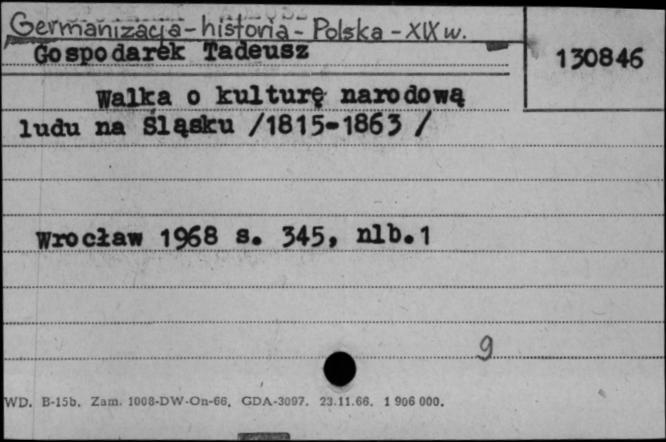 Germanizacja - historia - Polska - XIX w.
Gospodarek Tadeusz
130846
Walka o kulturę narodową
ludu na Śląsku /1815-1863 /
Wrocław 1968 s. 345, nlb.1
9
WD. B-15b. Zam. 1008-DW-On-66. GDA-3097. 23.11.66. 1 906 000.